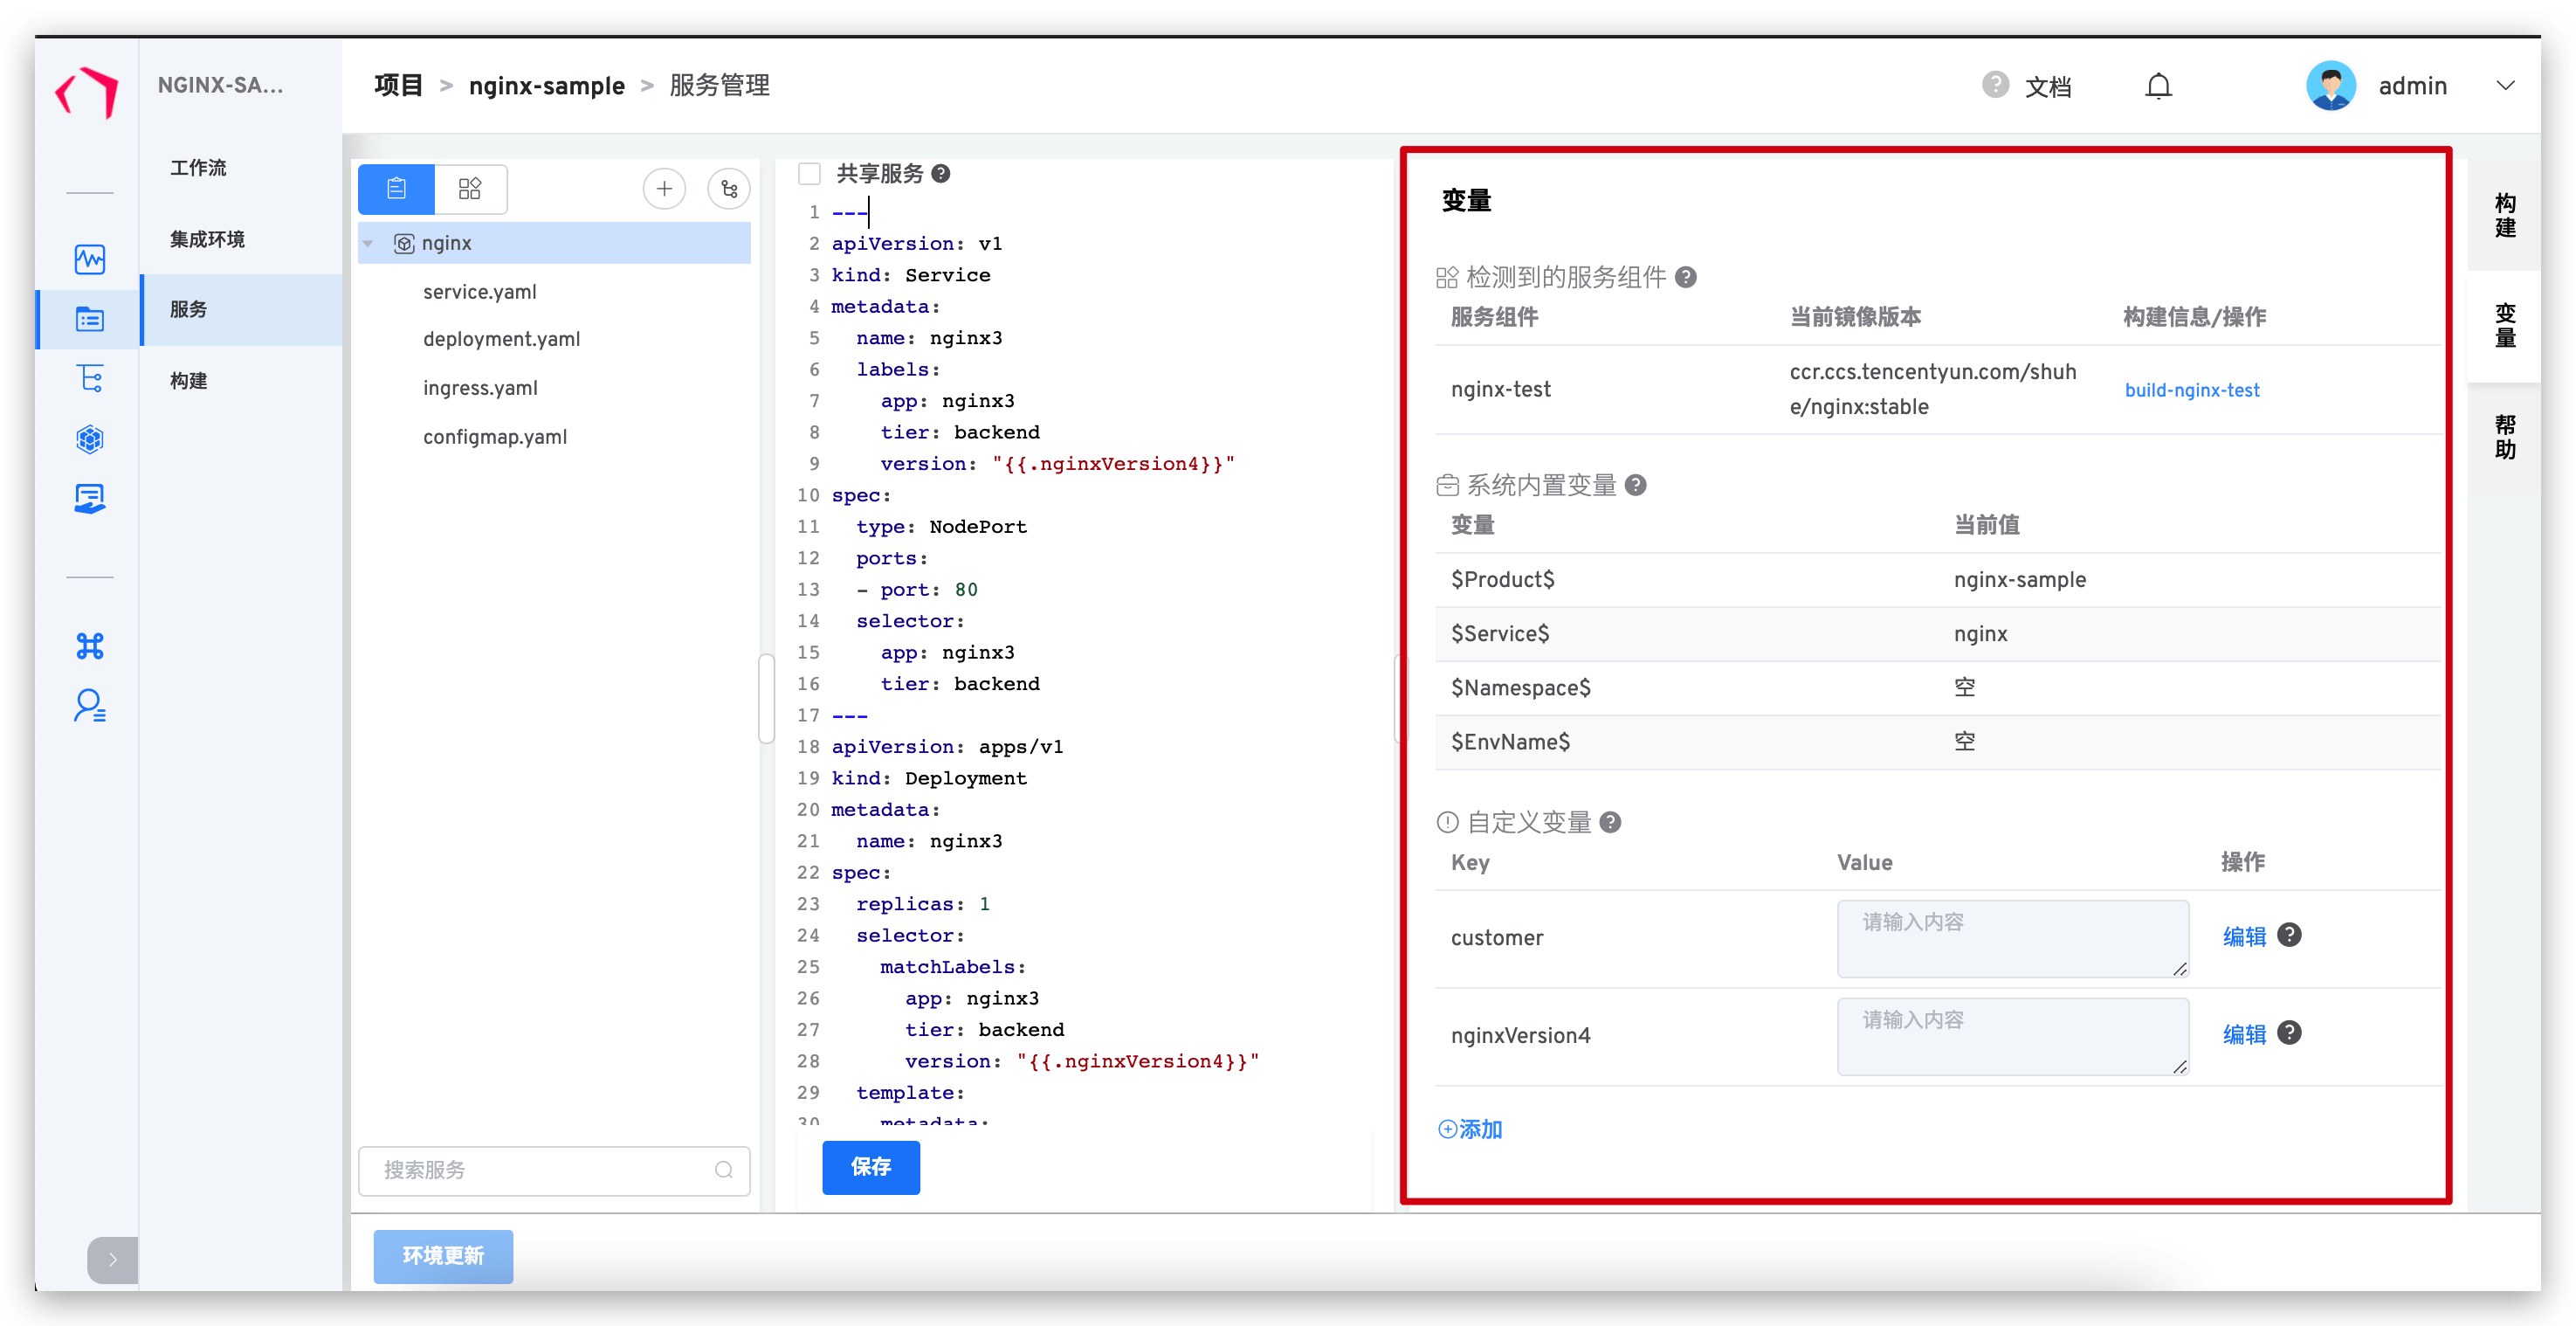 NGINX-SA...
项目 > nginx-sample > 服务管理
? 文档
admin
工作流
集成环境
服务
构建
nginx
service.yaml
deployment.yaml
ingress.yaml
configmap.yaml
搜索服务
共享服务 ?
1 ---
2 apiVersion: v1
3 kind: Service
4 metadata:
5 name: nginx3
6 labels:
7 app: nginx3
8 tier: backend
9 version: "{{.nginxVersion4}}"
10 spec:
11 type: NodePort
12 ports:
13 - port: 80
14 selector:
15 app: nginx3
16 tier: backend
17 ---
18 apiVersion: apps/v1
19 kind: Deployment
20 metadata:
21 name: nginx3
22 spec:
23 replicas: 1
24 selector:
25 matchLabels:
26 app: nginx3
27 tier: backend
28 version: "{{.nginxVersion4}}"
29 template:
30 metadata:
保存
变量
检测到的服务组件 ?
服务组件 当前镜像版本 构建信息/操作
nginx-test ccr.ccs.tencentyun.com/shuh build-nginx-test
e/nginx:stable
系统内置变量 ?
变量 当前值
$Product$ nginx-sample
$Service$ nginx
$Namespace$ 空
$EnvName$ 空
自定义变量 ?
Key Value 操作
customer 请输入内容 编辑 ?
nginxVersion4 请输入内容 编辑 ?
添加
构建
变量
帮助
环境更新